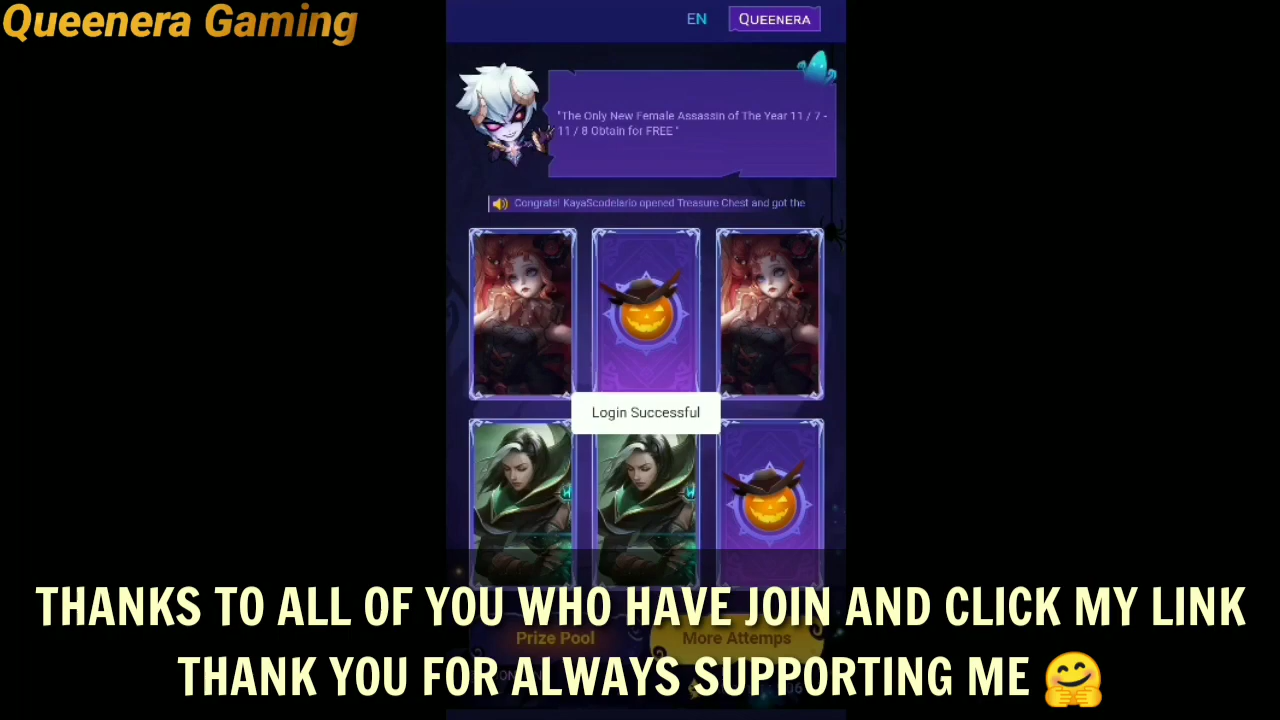 Queenera Gaming
EN
QUEENERA
"The Only New Female Assassin of The Year 11 / 7 -
11 / 8 Obtain for FREE "
Congrats! KayaScodelario opened Treasure Chest and got the
Login Successful
THANKS TO ALL OF YOU WHO HAVE JOIN AND CLICK MY LINK
Prize Pool
More Attemps
THANK YOU FOR ALWAYS SUPPORTING ME 🤗